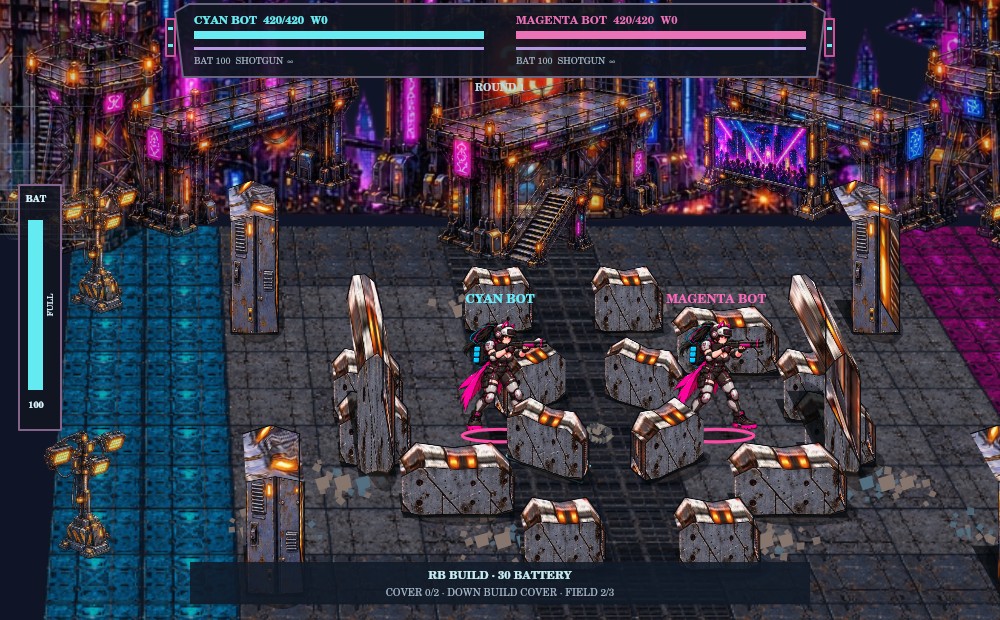 CYAN BOT 420/420 W0
MAGENTA BOT 420/420 W0
BAT 100 SHOTGUN ∞
BAT 100 SHOTGUN ∞
ROUND 1
BAT
FULL
100
CYAN BOT
MAGENTA BOT
RB BUILD · 30 BATTERY
COVER 0/2 · DOWN BUILD COVER · FIELD 2/3